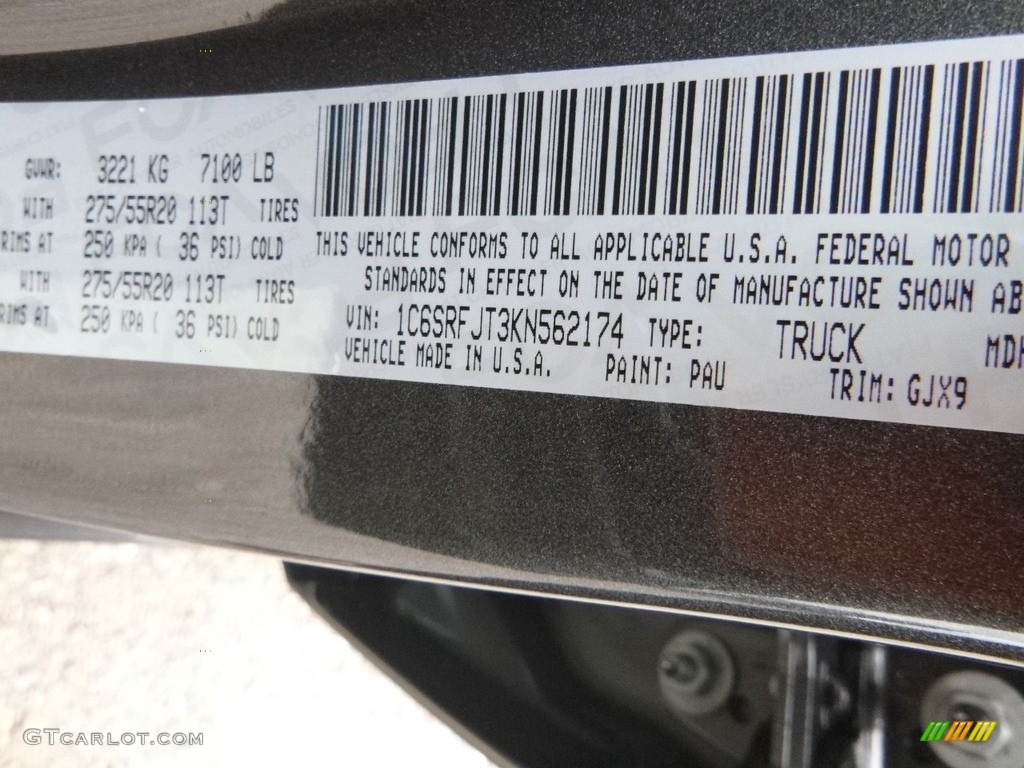 GVWR: 3221 KG 7100 LB
WITH 275/55R20 113T TIRES
RIMS AT 250 KPA ( 36 PSI) COLD
WITH 275/55R20 113T TIRES
RIMS AT 250 KPA ( 36 PSI) COLD
THIS VEHICLE CONFORMS TO ALL APPLICABLE U.S.A. FEDERAL MOTOR
STANDARDS IN EFFECT ON THE DATE OF MANUFACTURE SHOWN AB
VIN: 1C6SRFJT3KN562174 TYPE: TRUCK MDH
VEHICLE MADE IN U.S.A. PAINT: PAU TRIM: GJX9
GTCARLOT.COM